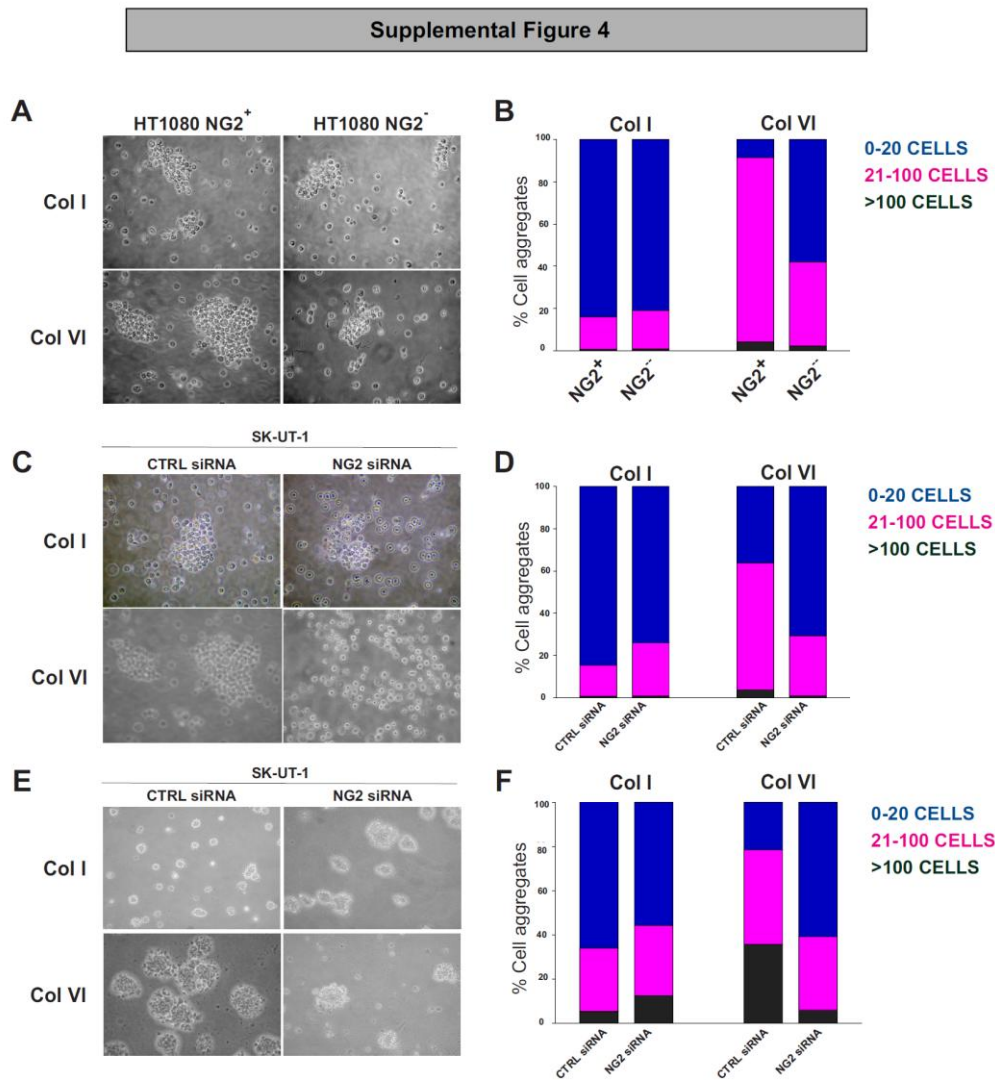 Supplemental Figure 4
A
HT1080 NG2+
HT1080 NG2-
Col I
Col VI
B
Col I
Col VI
% Cell aggregates
100
80
60
40
20
0
NG2+
NG2--
NG2+
NG2--
0-20 CELLS
21-100 CELLS
>100 CELLS
C
SK-UT-1
CTRL siRNA
NG2 siRNA
Col I
Col VI
D
Col I
Col VI
% Cell aggregates
100
80
60
40
20
0
CTRL siRNA
NG2 siRNA
CTRL siRNA
NG2 siRNA
0-20 CELLS
21-100 CELLS
>100 CELLS
E
SK-UT-1
CTRL siRNA
NG2 siRNA
Col I
Col VI
F
Col I
Col VI
% Cell aggregates
100
80
60
40
20
0
CTRL siRNA
NG2 siRNA
CTRL siRNA
NG2 siRNA
0-20 CELLS
21-100 CELLS
>100 CELLS